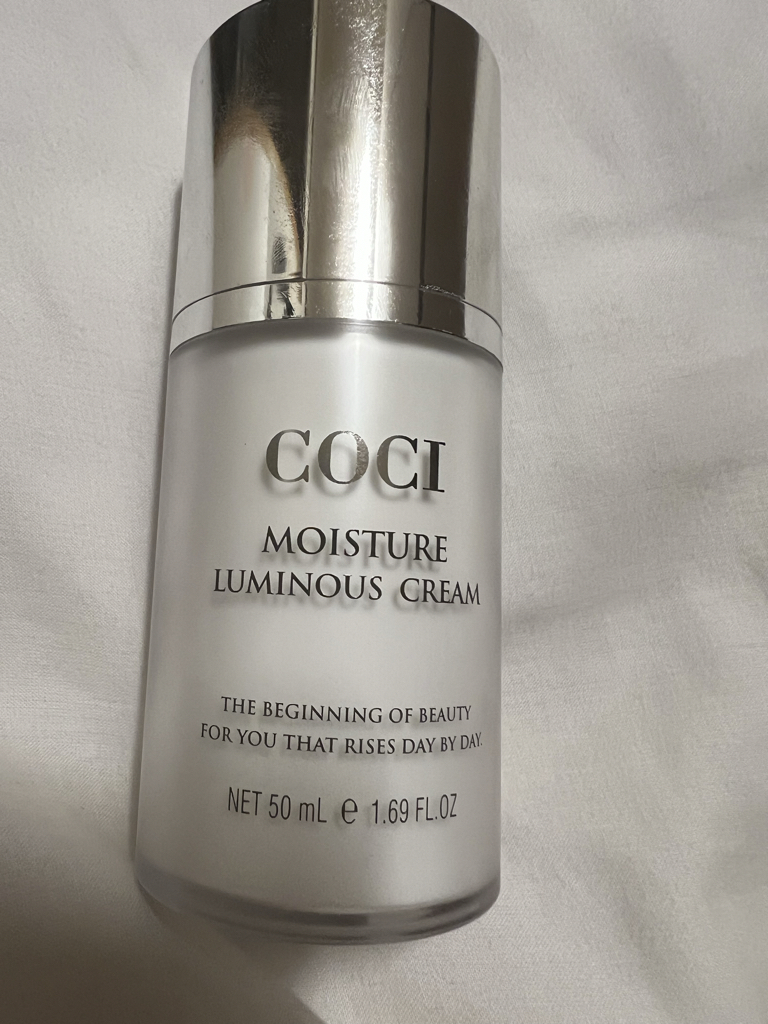 COCI
MOISTURE
LUMINOUS CREAM
THE BEGINNING OF BEAUTY
FOR YOU THAT RISES DAY BY DAY.
NET 50 mL ℮ 1.69 FL.OZ